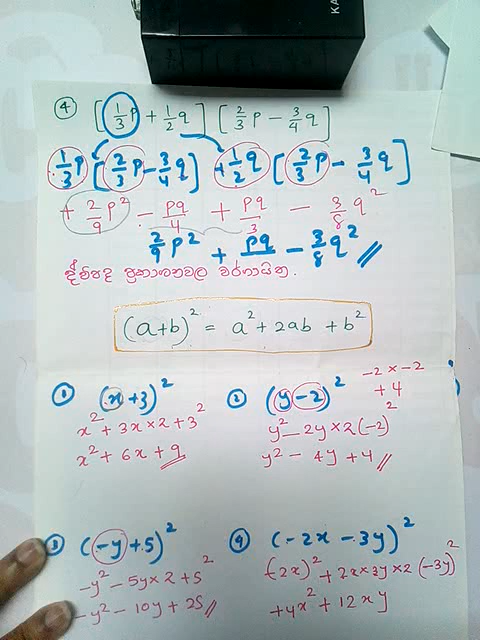 KA
④ [1/3 p + 1/2 q] [2/3 p − 3/4 q]
1/3 p [2/3 p − 3/4 q] + 1/2 q [2/3 p − 3/4 q]
+ 2/9 p² − pq/4 + pq/3 − 3/8 q²
2/9 p² + pq − 3/8 q²
ද්විපද ප්‍රකාශනවල වර්ගායිත.
(a+b)² = a² + 2ab + b²
① (x+3)²
x² + 3x × 2 + 3²
x² + 6x + 9
② (y−2)²
−2 × −2
+4
y² − 2y × 2 (−2)²
y² − 4y + 4
③ (−y+5)²
−y² − 5y × 2 + 5²
−y² − 10y + 25
④ (−2x − 3y)²
(−2x)² + 2x × 3y × 2 (−3y)²
+4x² + 12xy